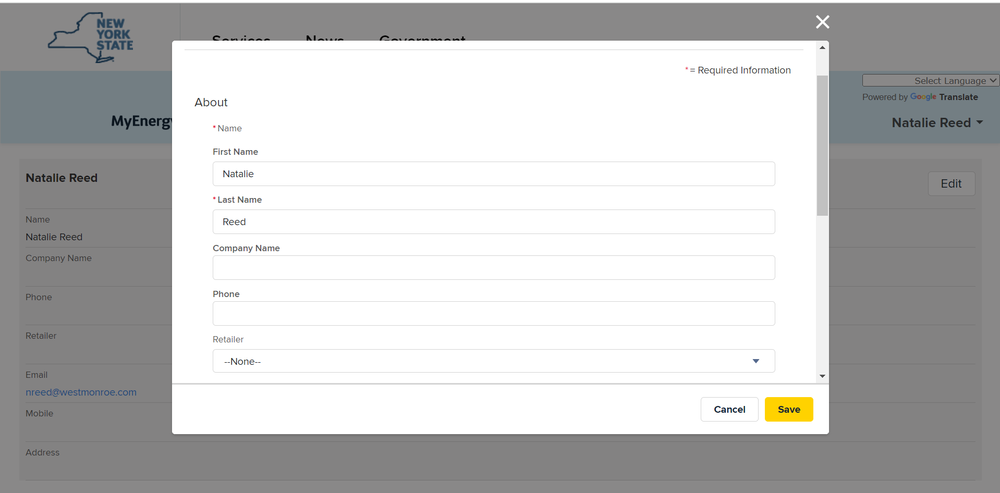 NEW
YORK
STATE
Services News Government
* = Required Information
Select Language
Powered by Google Translate
MyEnergy
Natalie Reed
About
* Name
First Name
Natalie
* Last Name
Reed
Company Name
Phone
Retailer
--None--
Cancel
Save
Natalie Reed
Edit
Name
Natalie Reed
Company Name
Phone
Retailer
Email
nreed@westmonroe.com
Mobile
Address